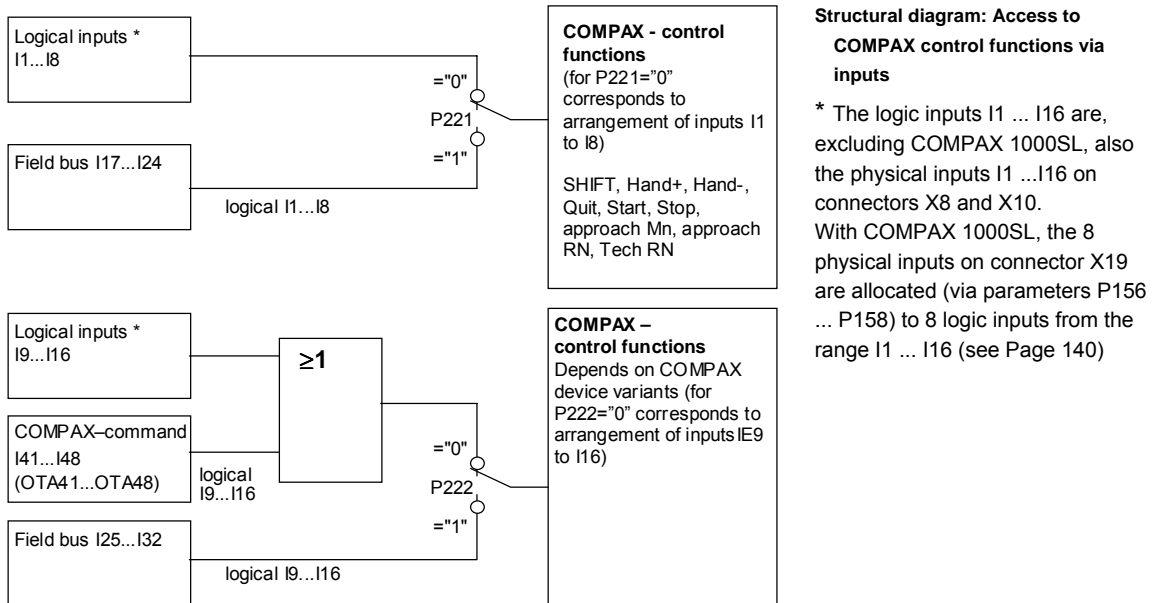 Logical inputs *
I1...I8
="0"
P221
="1"
Field bus I17...I24
logical I1...I8
COMPAX - control
functions
(for P221=”0”
corresponds to
arrangement of inputs I1
to I8)
SHIFT, Hand+, Hand-,
Quit, Start, Stop,
approach Mn, approach
RN, Tech RN
Logical inputs *
I9...I16
≥1
COMPAX–command
I41...I48
(OTA41...OTA48)
logical
I9...I16
="0"
P222
="1"
Field bus I25...I32
logical I9...I16
COMPAX –
control functions
Depends on COMPAX
device variants (for
P222=”0” corresponds to
arrangement of inputsIE9
to I16)
Structural diagram: Access to
COMPAX control functions via
inputs
* The logic inputs I1 ... I16 are,
excluding COMPAX 1000SL, also
the physical inputs I1 ...I16 on
connectors X8 and X10.
With COMPAX 1000SL, the 8
physical inputs on connector X19
are allocated (via parameters P156
... P158) to 8 logic inputs from the
range I1 ... I16 (see Page 140)